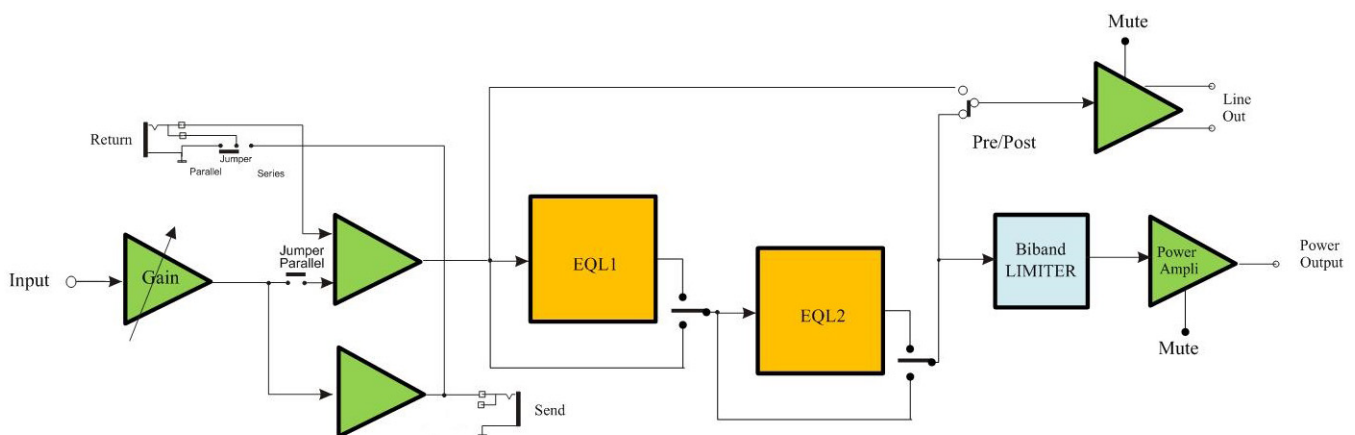 Mute
Line
Out
Pre/Post
Return
Jumper
Parallel
Series
Input
Gain
Jumper
Parallel
EQL1
EQL2
Biband
LIMITER
Power
Ampli
Power
Output
Mute
Send